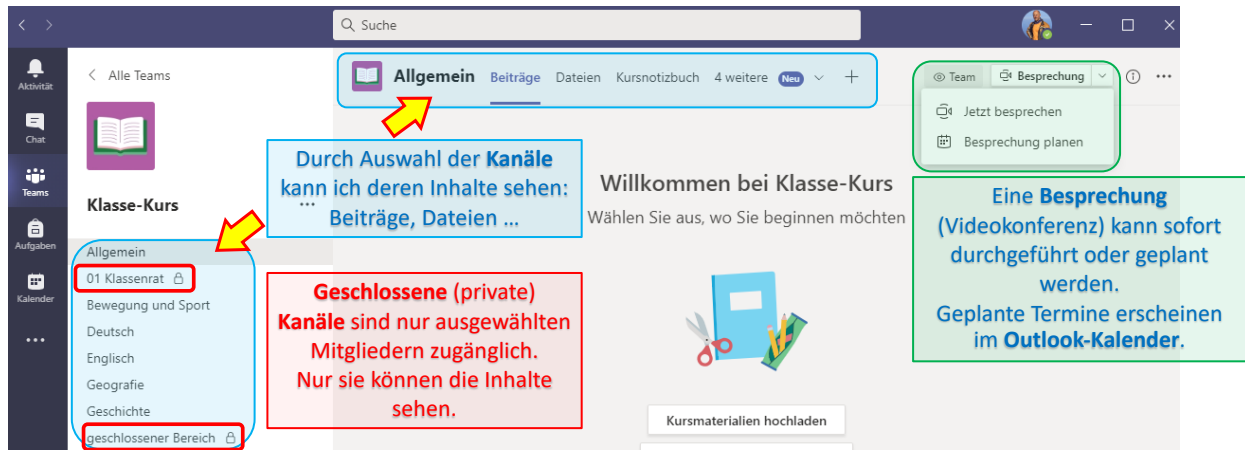 Suche
Aktivität
Chat
Teams
Aufgaben
Kalender
Alle Teams
Klasse-Kurs
Allgemein
01 Klassenrat
Bewegung und Sport
Deutsch
Englisch
Geografie
Geschichte
geschlossener Bereich
Allgemein Beiträge Dateien Kursnotizbuch 4 weitere Neu
Team Besprechung
Jetzt besprechen
Besprechung planen
Durch Auswahl der Kanäle
kann ich deren Inhalte sehen:
Beiträge, Dateien ...
Geschlossene (private)
Kanäle sind nur ausgewählten
Mitgliedern zugänglich.
Nur sie können die Inhalte
sehen.
Willkommen bei Klasse-Kurs
Wählen Sie aus, wo Sie beginnen möchten
Kursmaterialien hochladen
Eine Besprechung
(Videokonferenz) kann sofort
durchgeführt oder geplant
werden.
Geplante Termine erscheinen
im Outlook-Kalender.